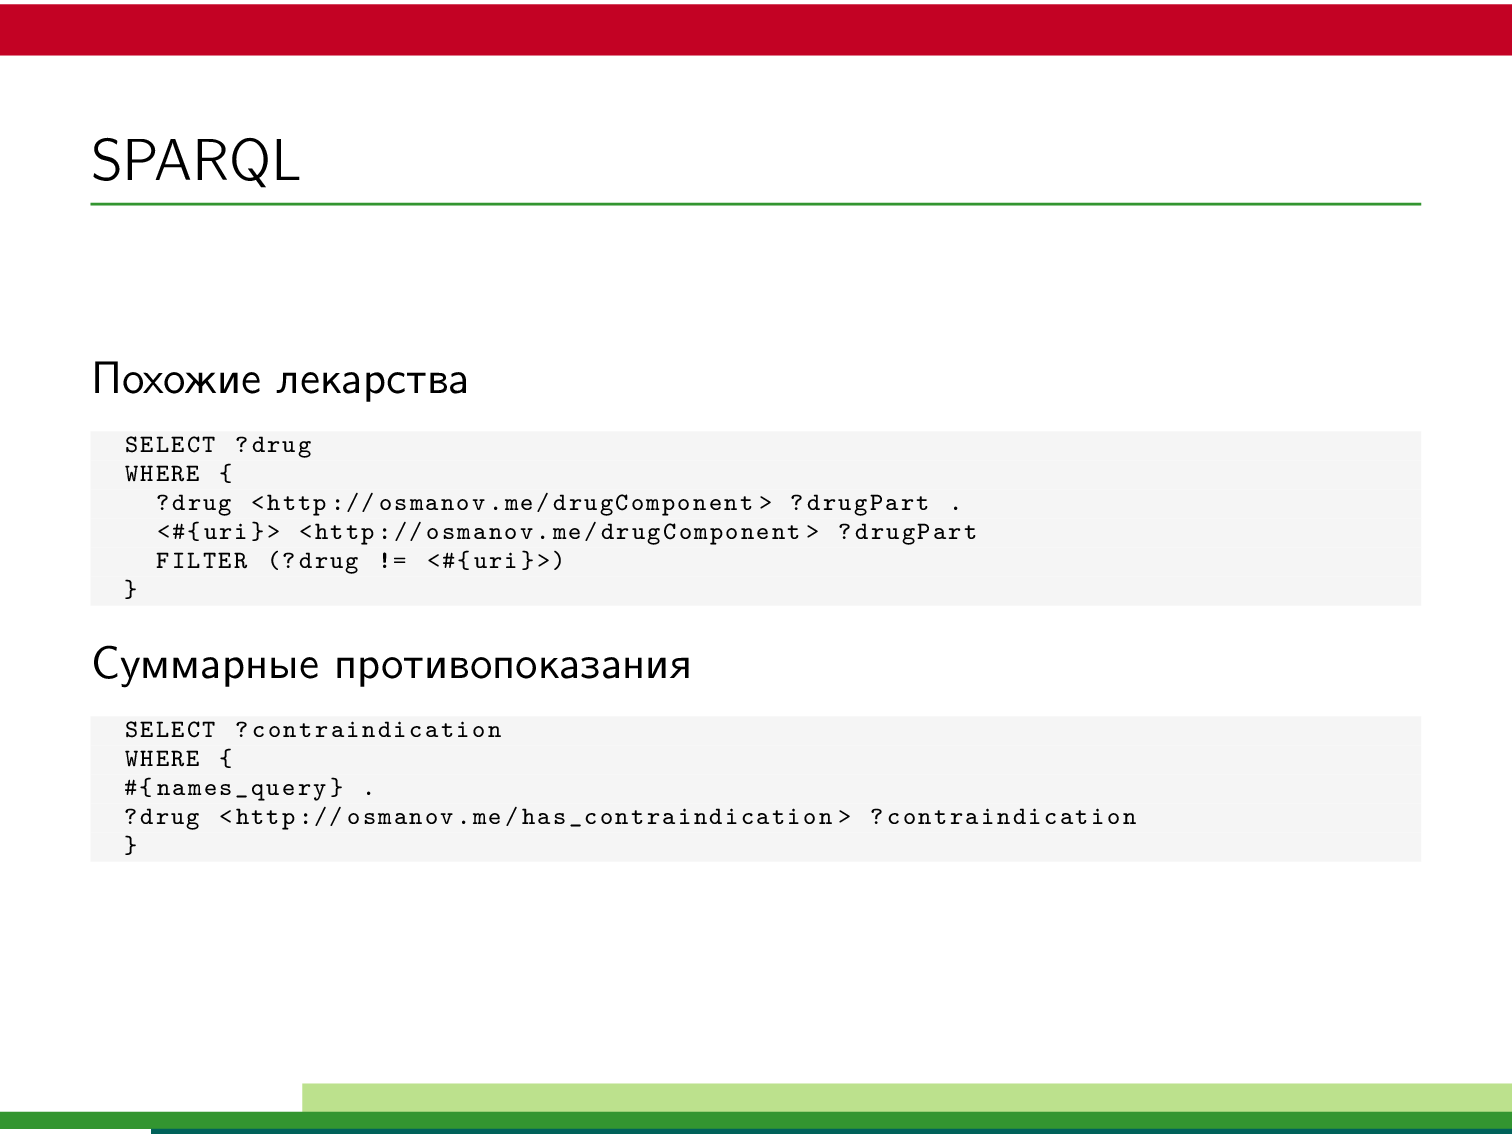 SPARQL
Похожие лекарства
SELECT ?drug
WHERE {
?drug <http://osmanov.me/drugComponent> ?drugPart .
<#{uri}> <http://osmanov.me/drugComponent> ?drugPart
FILTER (?drug != <#{uri}>)
}
Суммарные противопоказания
SELECT ?contraindication
WHERE {
#{names_query} .
?drug <http://osmanov.me/has_contraindication> ?contraindication
}